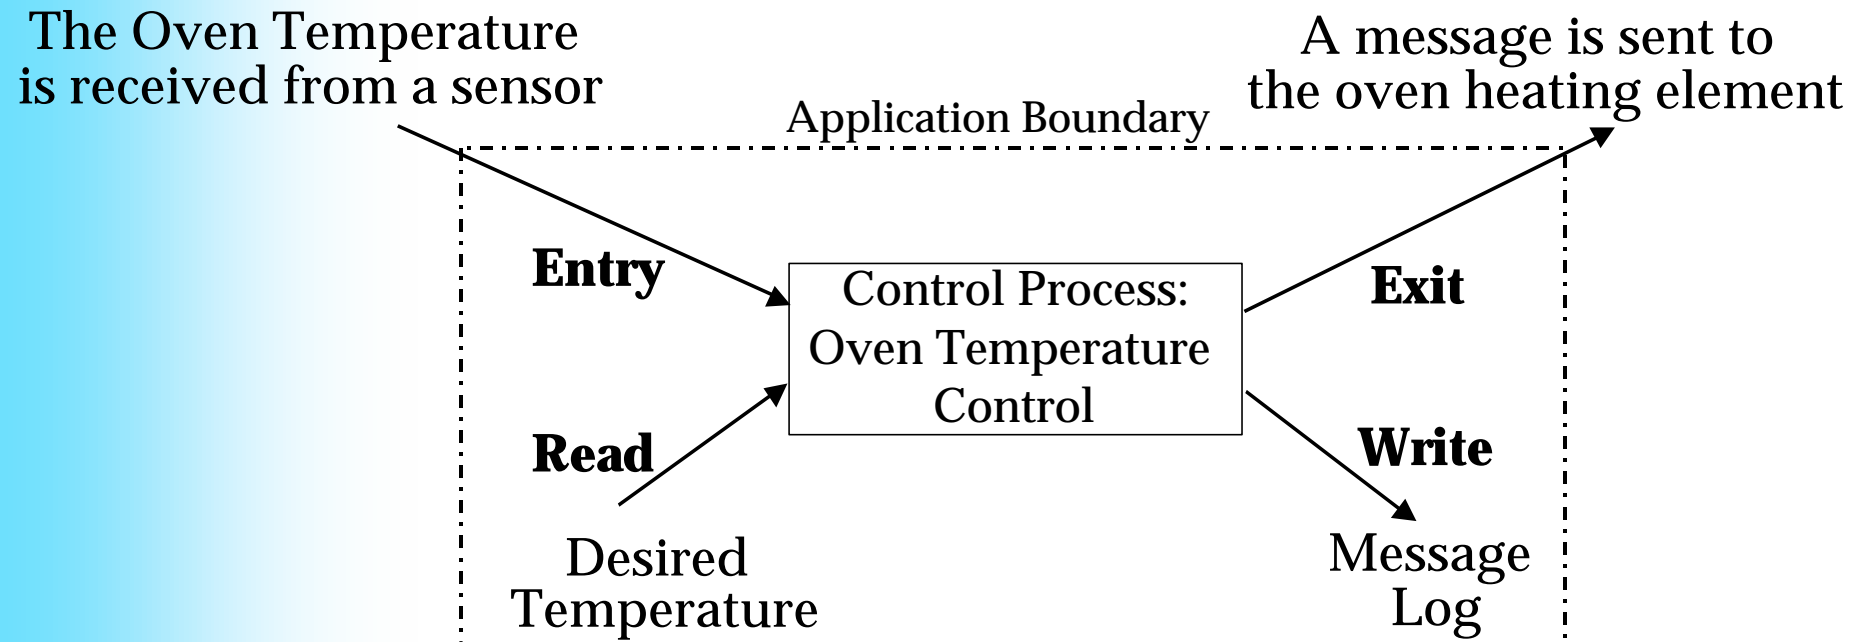 The Oven Temperature
is received from a sensor
A message is sent to
the oven heating element
Application Boundary
Entry
Exit
Control Process:
Oven Temperature
Control
Read
Write
Desired
Temperature
Message
Log